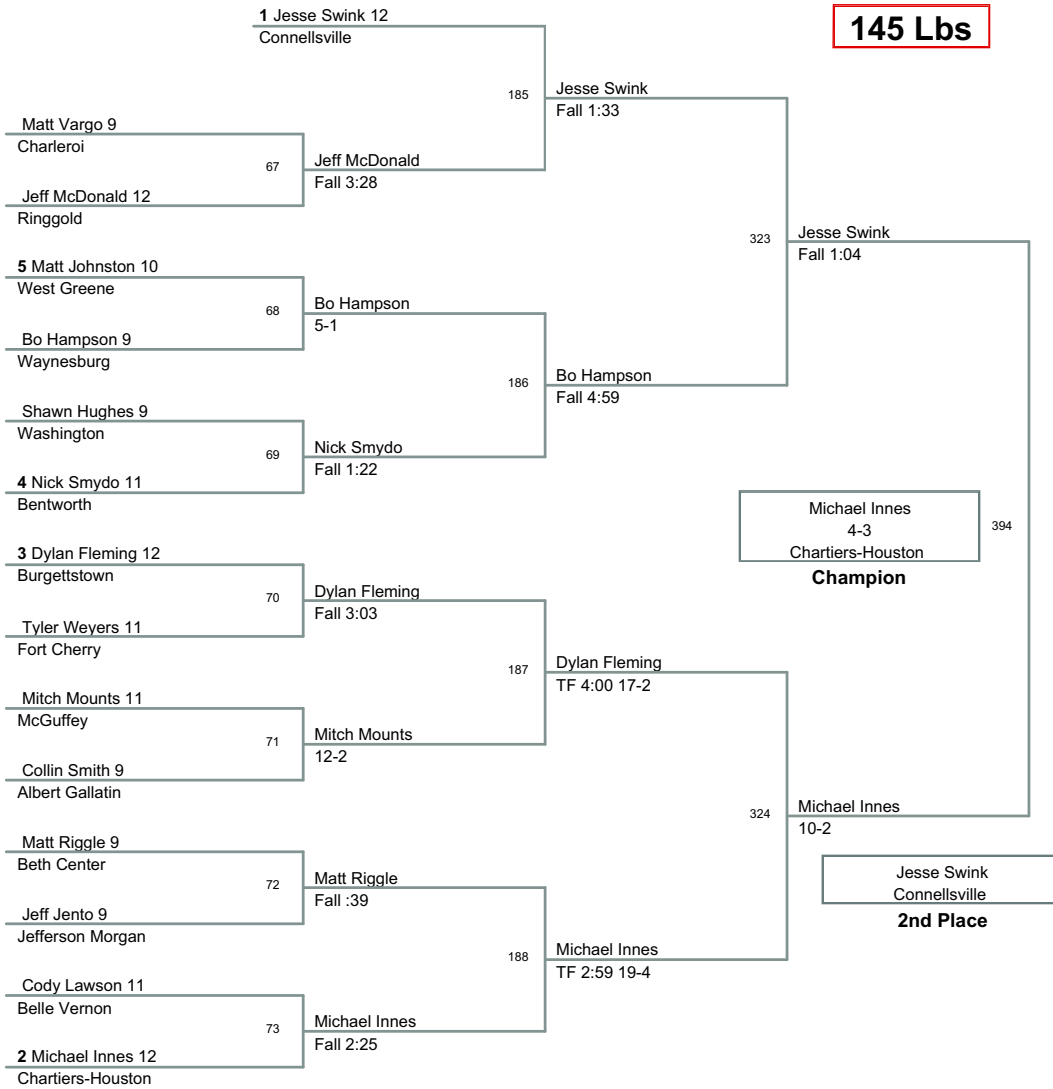 145 Lbs
1 Jesse Swink 12
Connellsville
185
Jesse Swink
Fall 1:33
Matt Vargo 9
Charleroi
67
Jeff McDonald
Fall 3:28
Jeff McDonald 12
Ringgold
323
Jesse Swink
Fall 1:04
5 Matt Johnston 10
West Greene
68
Bo Hampson
5-1
Bo Hampson 9
Waynesburg
186
Bo Hampson
Fall 4:59
Shawn Hughes 9
Washington
69
Nick Smydo
Fall 1:22
4 Nick Smydo 11
Bentworth
Michael Innes
4-3
Chartiers-Houston
Champion
394
3 Dylan Fleming 12
Burgettstown
70
Dylan Fleming
Fall 3:03
Tyler Weyers 11
Fort Cherry
187
Dylan Fleming
TF 4:00 17-2
Mitch Mounts 11
McGuffey
71
Mitch Mounts
12-2
Collin Smith 9
Albert Gallatin
324
Michael Innes
10-2
Matt Riggle 9
Beth Center
72
Matt Riggle
Fall :39
Jeff Jento 9
Jefferson Morgan
Jesse Swink
Connellsville
2nd Place
188
Michael Innes
TF 2:59 19-4
Cody Lawson 11
Belle Vernon
73
Michael Innes
Fall 2:25
2 Michael Innes 12
Chartiers-Houston